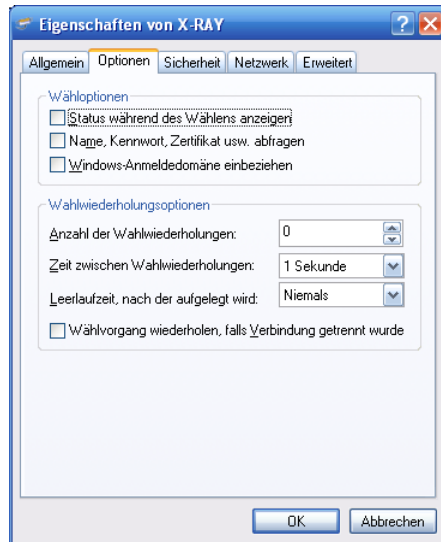 Eigenschaften von X-RAY
Allgemein Optionen Sicherheit Netzwerk Erweitert
Wähloptionen
Status während des Wählens anzeigen
Name, Kennwort, Zertifikat usw. abfragen
Windows-Anmeldedomäne einbeziehen
Wahlwiederholungsoptionen
Anzahl der Wahlwiederholungen: 0
Zeit zwischen Wahlwiederholungen: 1 Sekunde
Leerlaufzeit, nach der aufgelegt wird: Niemals
Wählvorgang wiederholen, falls Verbindung getrennt wurde
OK Abbrechen